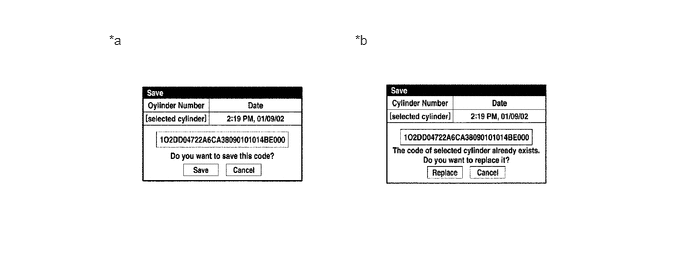 *a
Save
Cylinder Number Date
[selected cylinder] 2:19 PM, 01/09/02
1O2DD04722A6CA38090101014BE000
Do you want to save this code?
Save Cancel
*b
Save
Cylinder Number Date
[selected cylinder] 2:19 PM, 01/09/02
1O2DD04722A6CA38090101014BE000
The code of selected cylinder already exists.
Do you want to replace it?
Replace Cancel